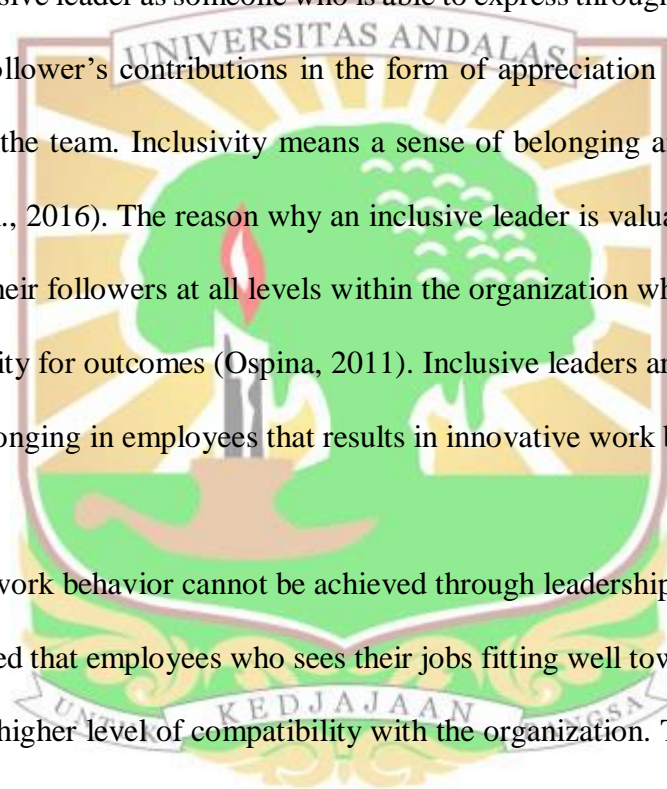 sive leader as someone who is able to express through
UNIVERSITAS ANDALAS
ollower’s contributions in the form of appreciation
the team. Inclusivity means a sense of belonging a
., 2016). The reason why an inclusive leader is valua
heir followers at all levels within the organization wh
ity for outcomes (Ospina, 2011). Inclusive leaders ar
onging in employees that results in innovative work b
work behavior cannot be achieved through leadership
ed that employees who sees their jobs fitting well tow
UNTUK KEDJAJAAN BANGSA
higher level of compatibility with the organization. T